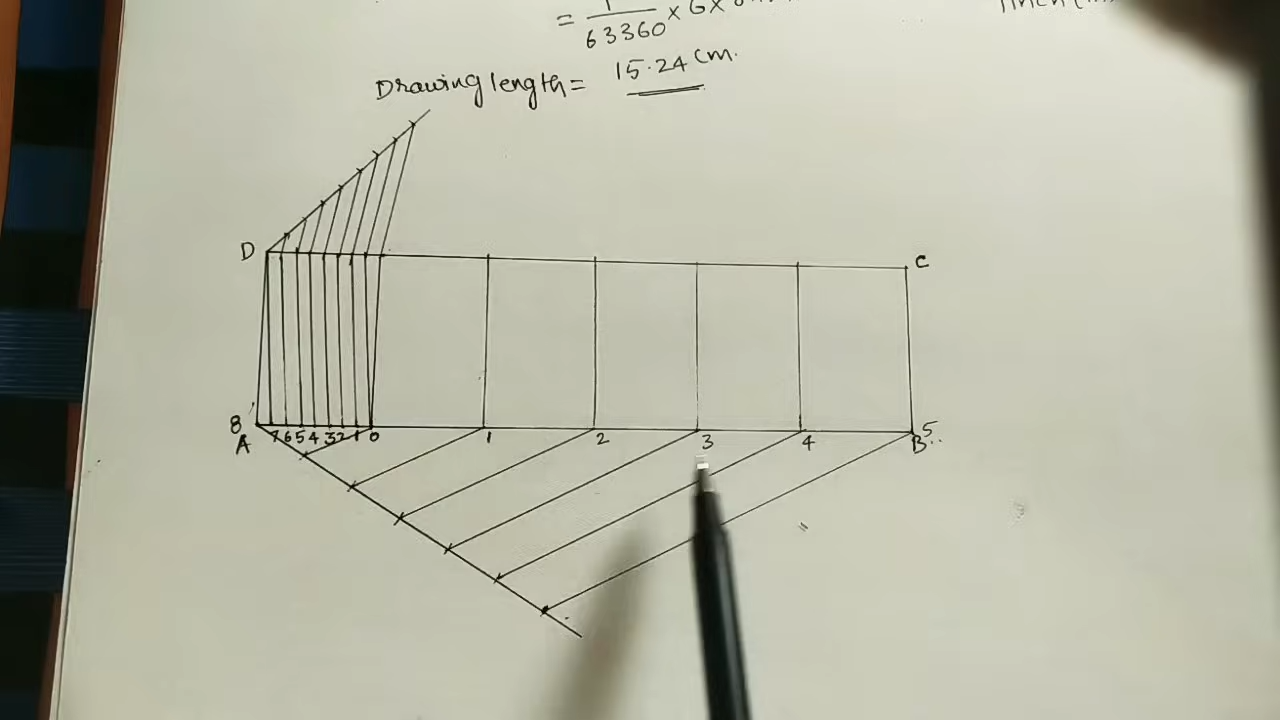 = 1/63360 × 6 ×
Drawing length = 15.24 cm.
D C
8 7 6 5 4 3 2 1 0 1 2 3 4 5
A B